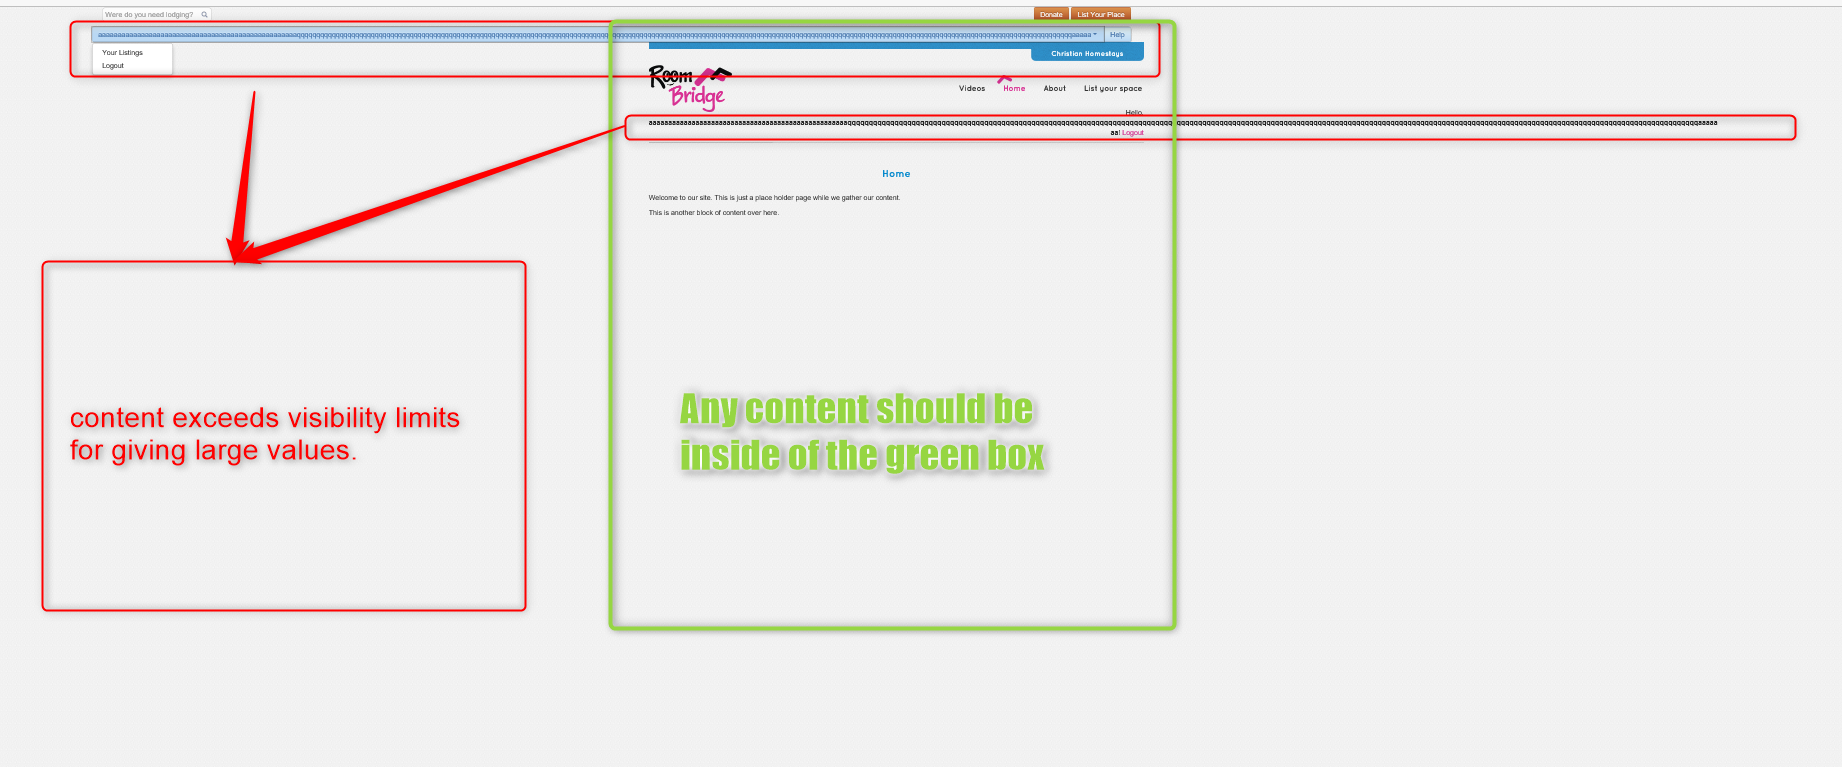 Were do you need lodging?
Donate
List Your Place
Help
Your Listings
Logout
Christian Homestays
Room
Bridge
Videos
Home
About
List your space
Hello,
aa! Logout
Home
Welcome to our site. This is just a place holder page while we gather our content.
This is another block of content over here.
content exceeds visibility limits
for giving large values.
Any content should be
inside of the green box